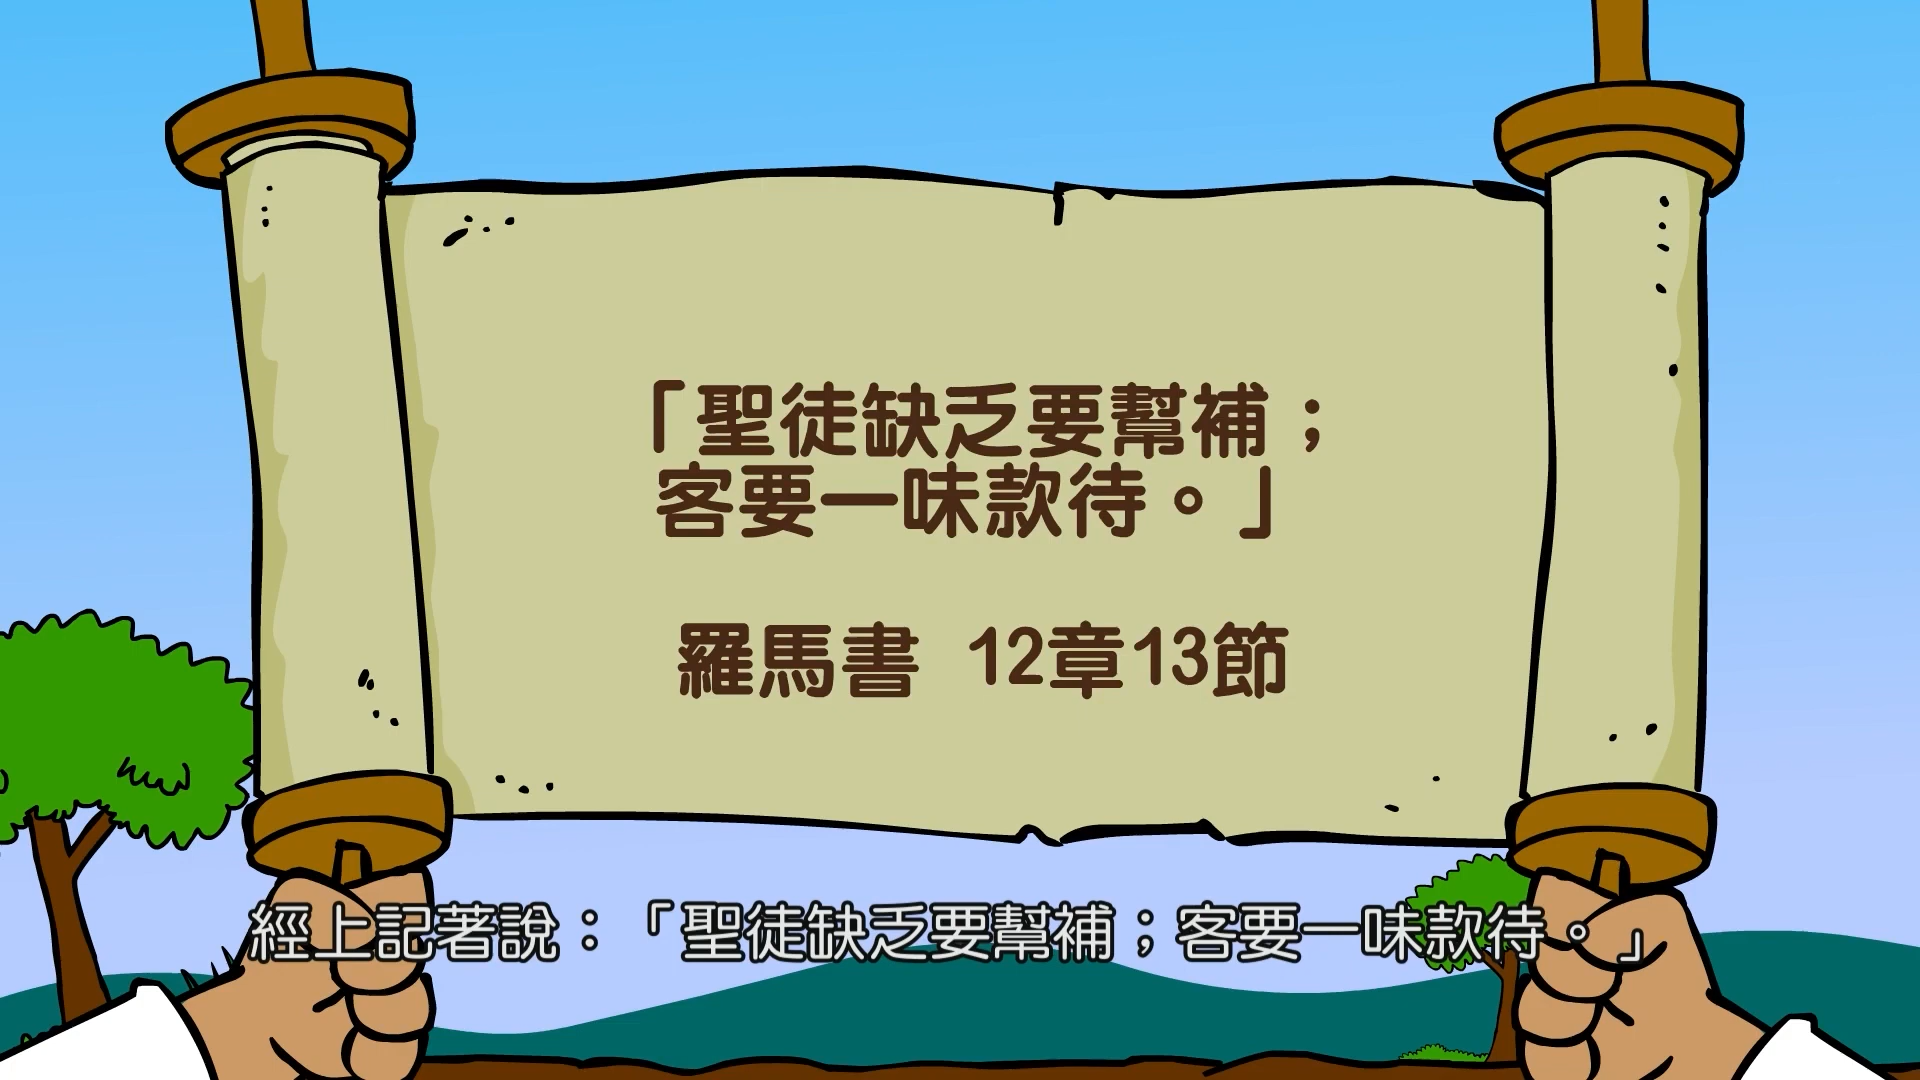 「聖徒缺乏要幫補；
客要一味款待。」
羅馬書 12章13節
經上記著說：「聖徒缺乏要幫補；客要一味款待。」